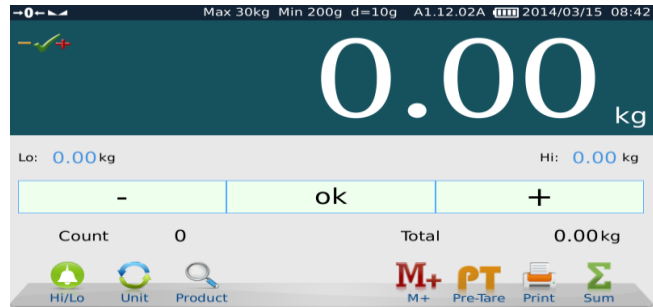 →0← Max 30kg Min 200g d=10g A1.12.02A 2014/03/15 08:42
0.00 kg
Lo: 0.00 kg Hi: 0.00 kg
- ok +
Count 0 Total 0.00 kg
M+ PT Σ
Hi/Lo Unit Product M+ Pre-Tare Print Sum